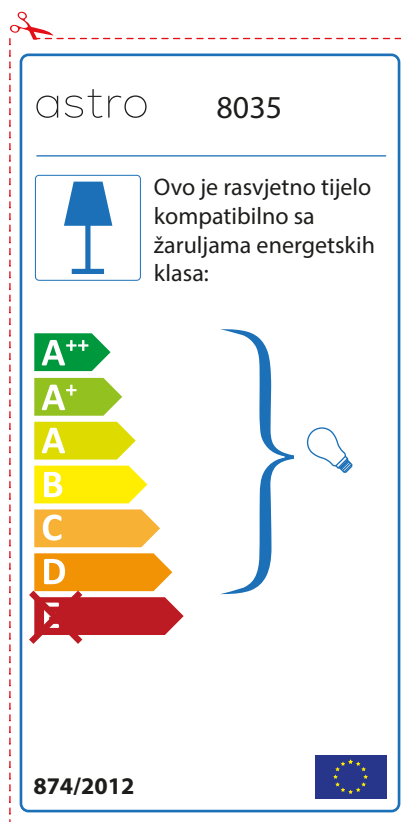 astro 8035
Ovo je rasvjetno tijelo
kompatibilno sa
žaruljama energetskih
klasa:
A++
A+
A
B
C
D
E
874/2012